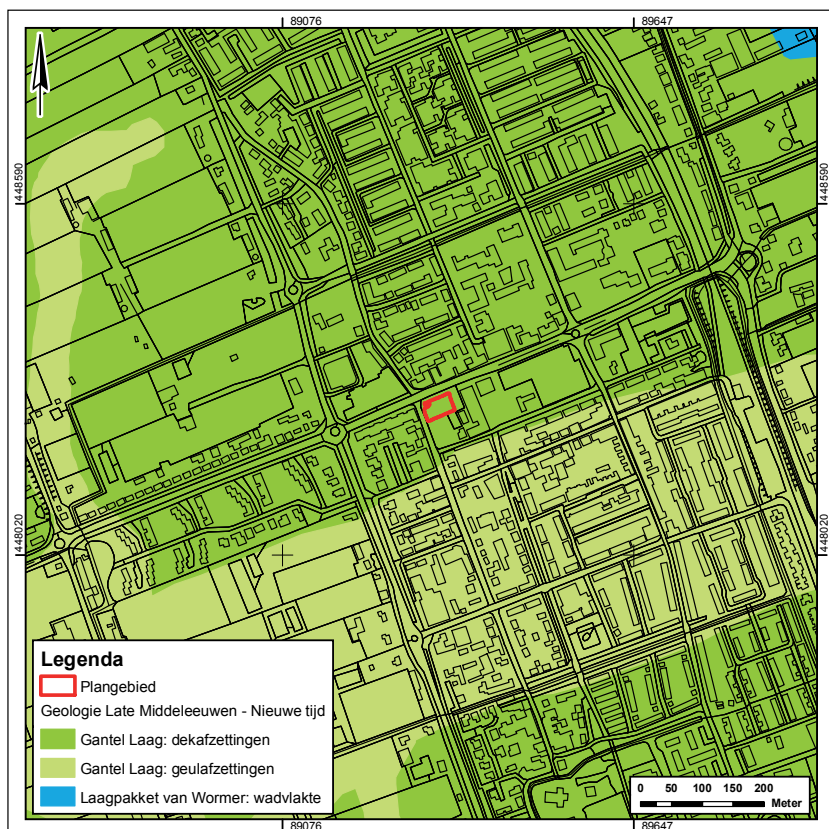 89076
89647
448590
448590
448020
448020
Legenda
Plangebied
Geologie Late Middeleeuwen - Nieuwe tijd
Gantel Laag: dekafzettingen
Gantel Laag: geulafzettingen
Laagpakket van Wormer: wadvlakte
0 50 100 150 200
Meter
89076
89647